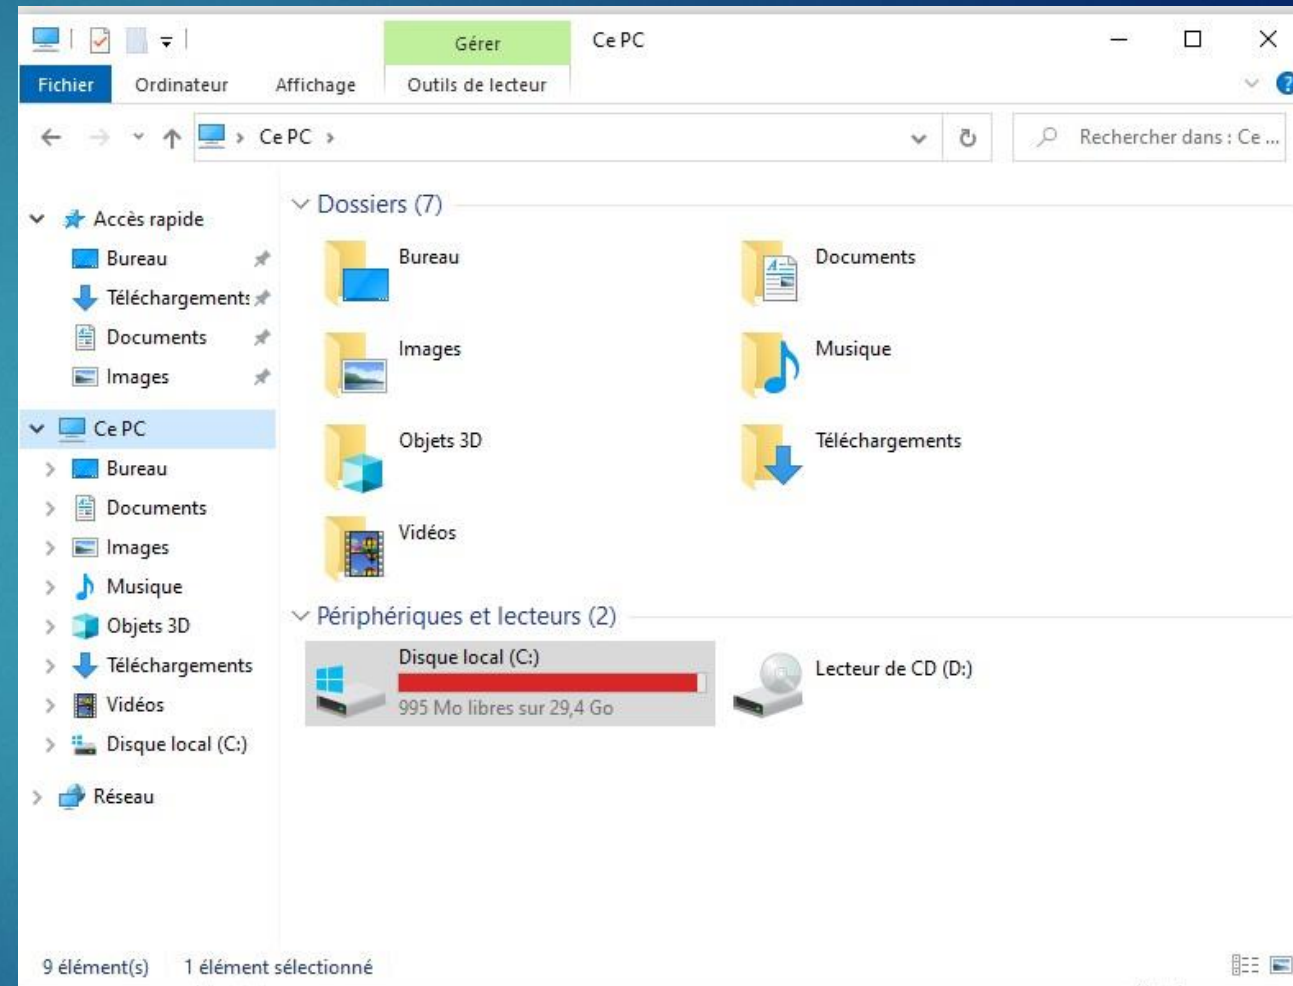 Gérer
Ce PC
Fichier
Ordinateur
Affichage
Outils de lecteur
Ce PC
Rechercher dans : Ce ...
Accès rapide
Bureau
Téléchargements
Documents
Images
Ce PC
Bureau
Documents
Images
Musique
Objets 3D
Téléchargements
Vidéos
Disque local (C:)
Réseau
Dossiers (7)
Bureau
Documents
Images
Musique
Objets 3D
Téléchargements
Vidéos
Périphériques et lecteurs (2)
Disque local (C:)
995 Mo libres sur 29,4 Go
Lecteur de CD (D:)
9 élément(s)
1 élément sélectionné